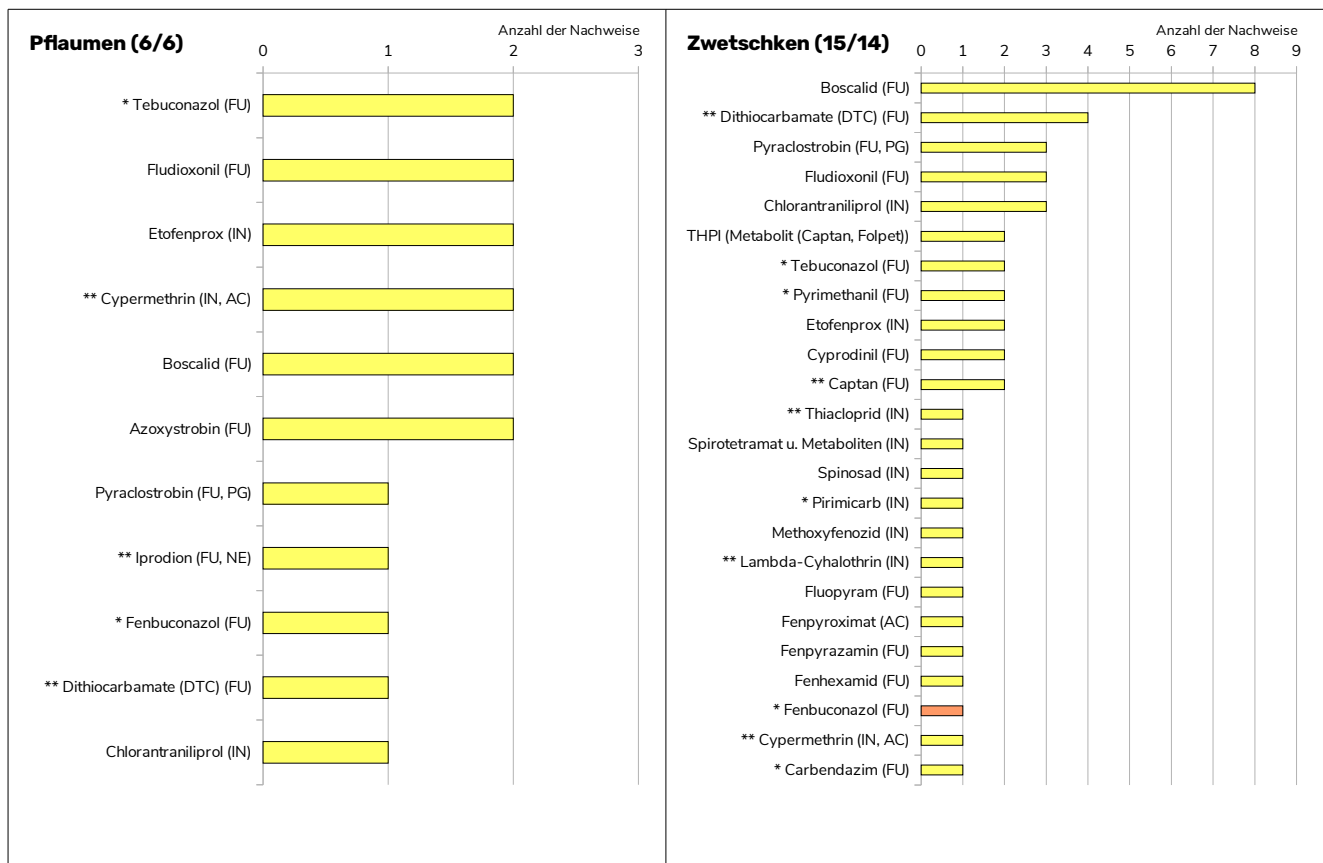 Pflaumen (6/6)
Anzahl der Nachweise
0 1 2 3
* Tebuconazol (FU)
Fludioxonil (FU)
Etofenprox (IN)
** Cypermethrin (IN, AC)
Boscalid (FU)
Azoxystrobin (FU)
Pyraclostrobin (FU, PG)
** Iprodion (FU, NE)
* Fenbuconazol (FU)
** Dithiocarbamate (DTC) (FU)
Chlorantraniliprol (IN)
Zwetschken (15/14)
Anzahl der Nachweise
0 1 2 3 4 5 6 7 8 9
Boscalid (FU)
** Dithiocarbamate (DTC) (FU)
Pyraclostrobin (FU, PG)
Fludioxonil (FU)
Chlorantraniliprol (IN)
THPI (Metabolit (Captan, Folpet))
* Tebuconazol (FU)
* Pyrimethanil (FU)
Etofenprox (IN)
Cyprodinil (FU)
** Captan (FU)
** Thiacloprid (IN)
Spirotetramat u. Metaboliten (IN)
Spinosad (IN)
* Pirimicarb (IN)
Methoxyfenozid (IN)
** Lambda-Cyhalothrin (IN)
Fluopyram (FU)
Fenpyroximat (AC)
Fenpyrazamin (FU)
Fenhexamid (FU)
* Fenbuconazol (FU)
** Cypermethrin (IN, AC)
* Carbendazim (FU)